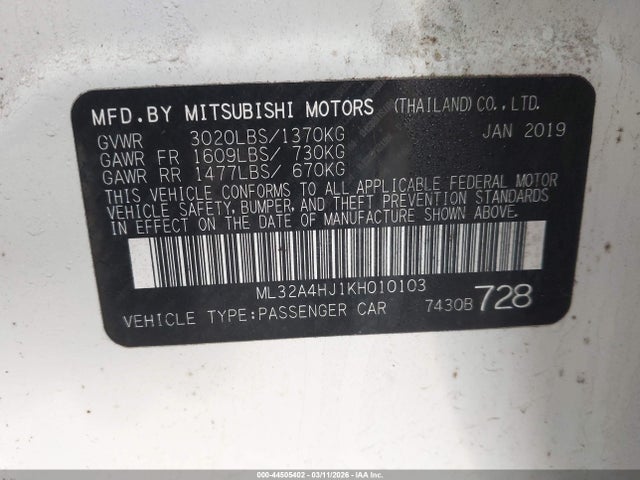 MFD. BY MITSUBISHI MOTORS (THAILAND) CO., LTD.
GVWR 3020LBS/1370KG JAN 2019
GAWR FR 1609LBS/ 730KG
GAWR RR 1477LBS/ 670KG
THIS VEHICLE CONFORMS TO ALL APPLICABLE FEDERAL MOTOR
VEHICLE SAFETY, BUMPER, AND THEFT PREVENTION STANDARDS
IN EFFECT ON THE DATE OF MANUFACTURE SHOWN ABOVE.
ML32A4HJ1KH010103
VEHICLE TYPE:PASSENGER CAR 7430B 728
000-44505402 - 03/11/2026 - IAAI.CA